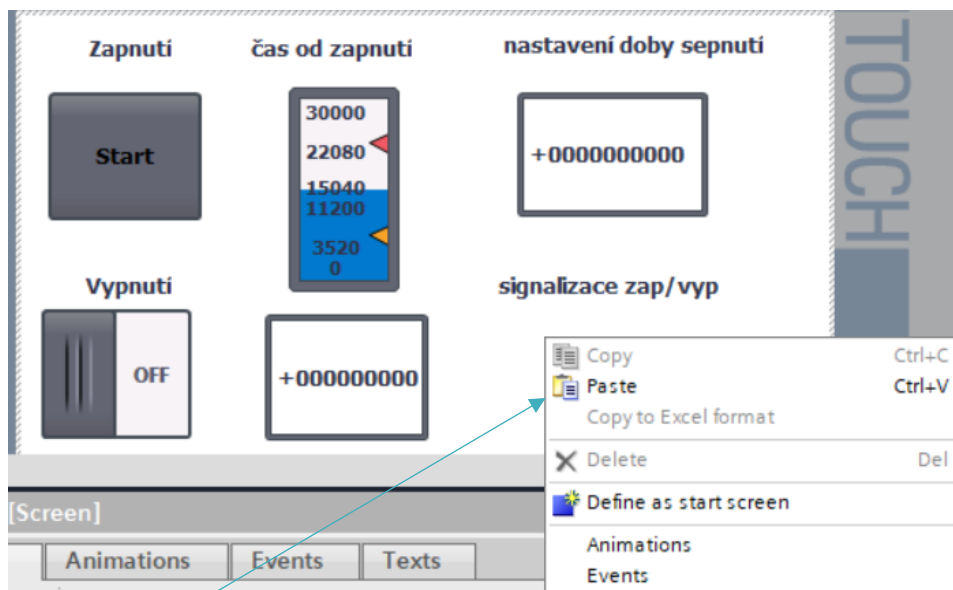 Zapnutí
čas od zapnutí
nastavení doby sepnutí
Start
30000
22080
15040
11200
3520
0
+0000000000
TOUCH
Vypnutí
signalizace zap/vyp
OFF
+000000000
Copy Ctrl+C
Paste Ctrl+V
Copy to Excel format
Delete Del
Define as start screen
Animations
Events
[Screen]
Animations Events Texts